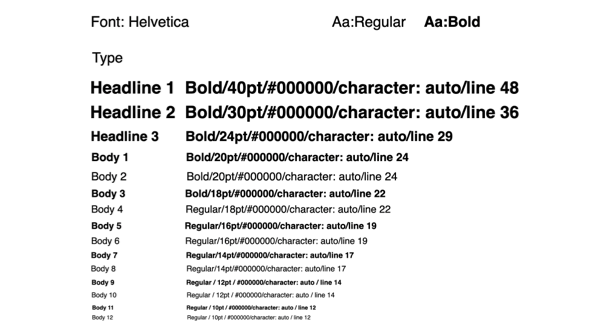 Font: Helvetica Aa:Regular Aa:Bold
Type
Headline 1 Bold/40pt/#000000/character: auto/line 48
Headline 2 Bold/30pt/#000000/character: auto/line 36
Headline 3 Bold/24pt/#000000/character: auto/line 29
Body 1 Bold/20pt/#000000/character: auto/line 24
Body 2 Bold/20pt/#000000/character: auto/line 24
Body 3 Bold/18pt/#000000/character: auto/line 22
Body 4 Regular/18pt/#000000/character: auto/line 22
Body 5 Regular/16pt/#000000/character: auto/line 19
Body 6 Regular/16pt/#000000/character: auto/line 19
Body 7 Regular/14pt/#000000/character: auto/line 17
Body 8 Regular/14pt/#000000/character: auto/line 17
Body 9 Regular / 12pt / #000000/character: auto / line 14
Body 10 Regular / 12pt / #000000/character: auto / line 14
Body 11 Regular / 10pt / #000000/character: auto / line 12
Body 12 Regular / 10pt / #000000/character: auto / line 12